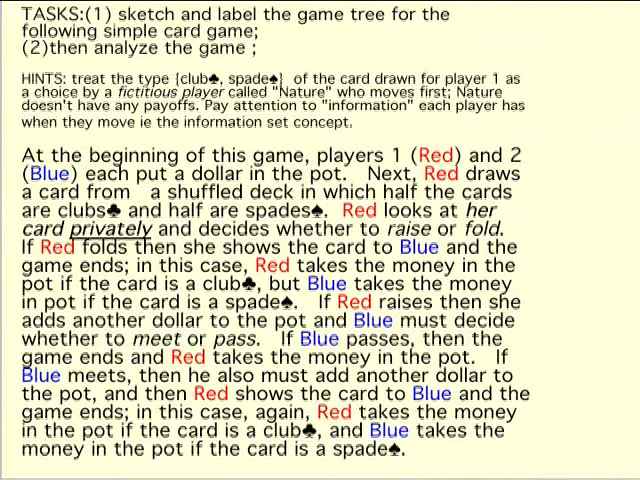 TASKS:(1) sketch and label the game tree for the
following simple card game;
(2)then analyze the game ;
HINTS: treat the type {club♣, spade♠} of the card drawn for player 1 as
a choice by a fictitious player called "Nature" who moves first; Nature
doesn't have any payoffs. Pay attention to "information" each player has
when they move ie the information set concept.
At the beginning of this game, players 1 (Red) and 2
(Blue) each put a dollar in the pot. Next, Red draws
a card from a shuffled deck in which half the cards
are clubs♣ and half are spades♠. Red looks at her
card privately and decides whether to raise or fold.
If Red folds then she shows the card to Blue and the
game ends; in this case, Red takes the money in the
pot if the card is a club♣, but Blue takes the money
in pot if the card is a spade♠. If Red raises then she
adds another dollar to the pot and Blue must decide
whether to meet or pass. If Blue passes, then the
game ends and Red takes the money in the pot. If
Blue meets, then he also must add another dollar to
the pot, and then Red shows the card to Blue and the
game ends; in this case, again, Red takes the money
in the pot if the card is a club♣, and Blue takes the
money in the pot if the card is a spade♠.